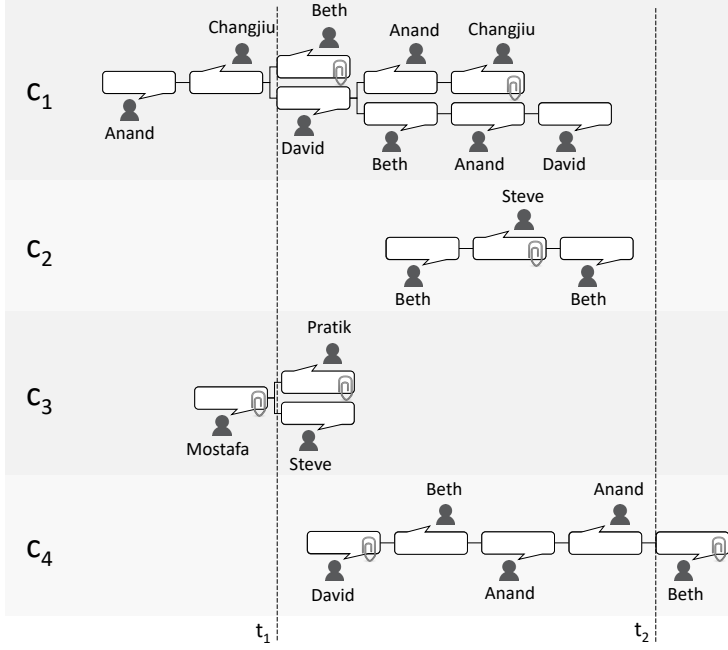 Beth
Changjiu Anand Changjiu
c1
Anand David Beth Anand David
Steve
c2
Beth Beth
Pratik
c3
Mostafa Steve
Beth Anand
c4
David Anand Beth
t1 t2